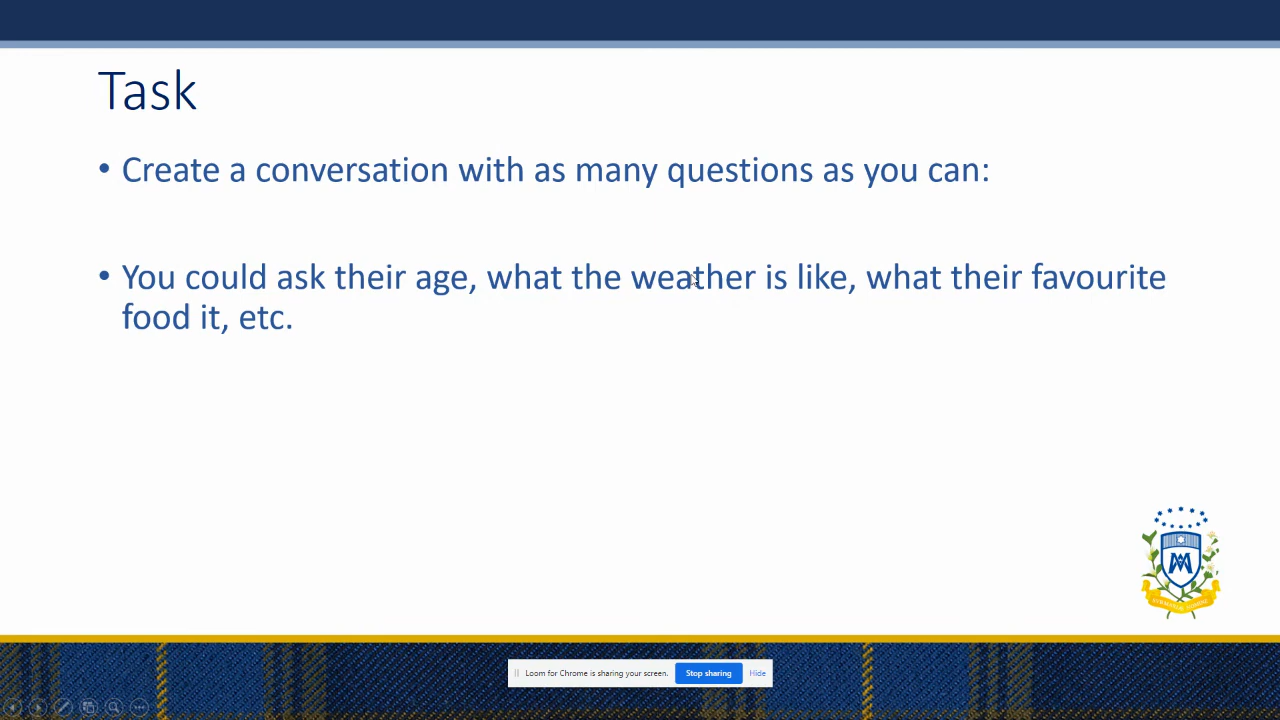 Task
• Create a conversation with as many questions as you can:
• You could ask their age, what the weather is like, what their favourite
food it, etc.
Loom for Chrome is sharing your screen. Stop sharing Hide